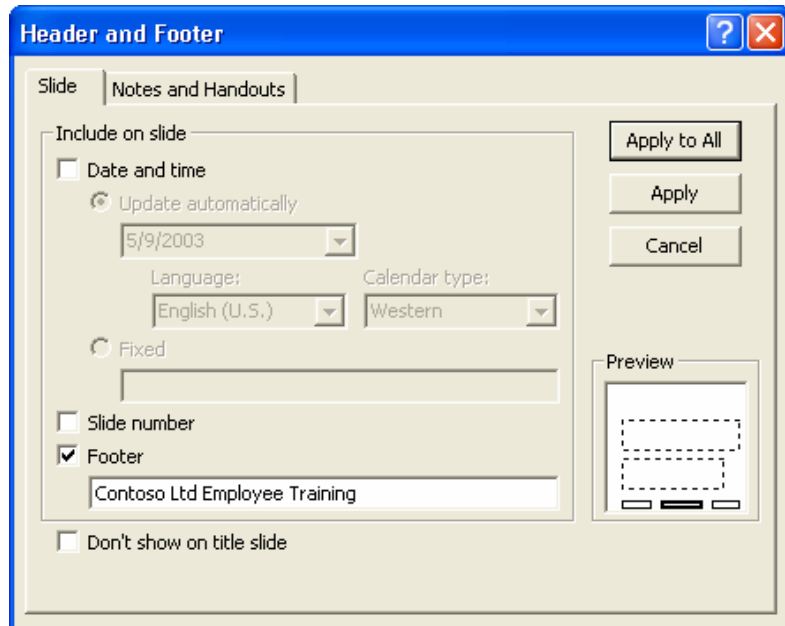 Header and Footer
Slide
Notes and Handouts
Include on slide
Date and time
Update automatically
5/9/2003
Language:
Calendar type:
English (U.S.)
Western
Fixed
Slide number
Footer
Contoso Ltd Employee Training
Don't show on title slide
Apply to All
Apply
Cancel
Preview